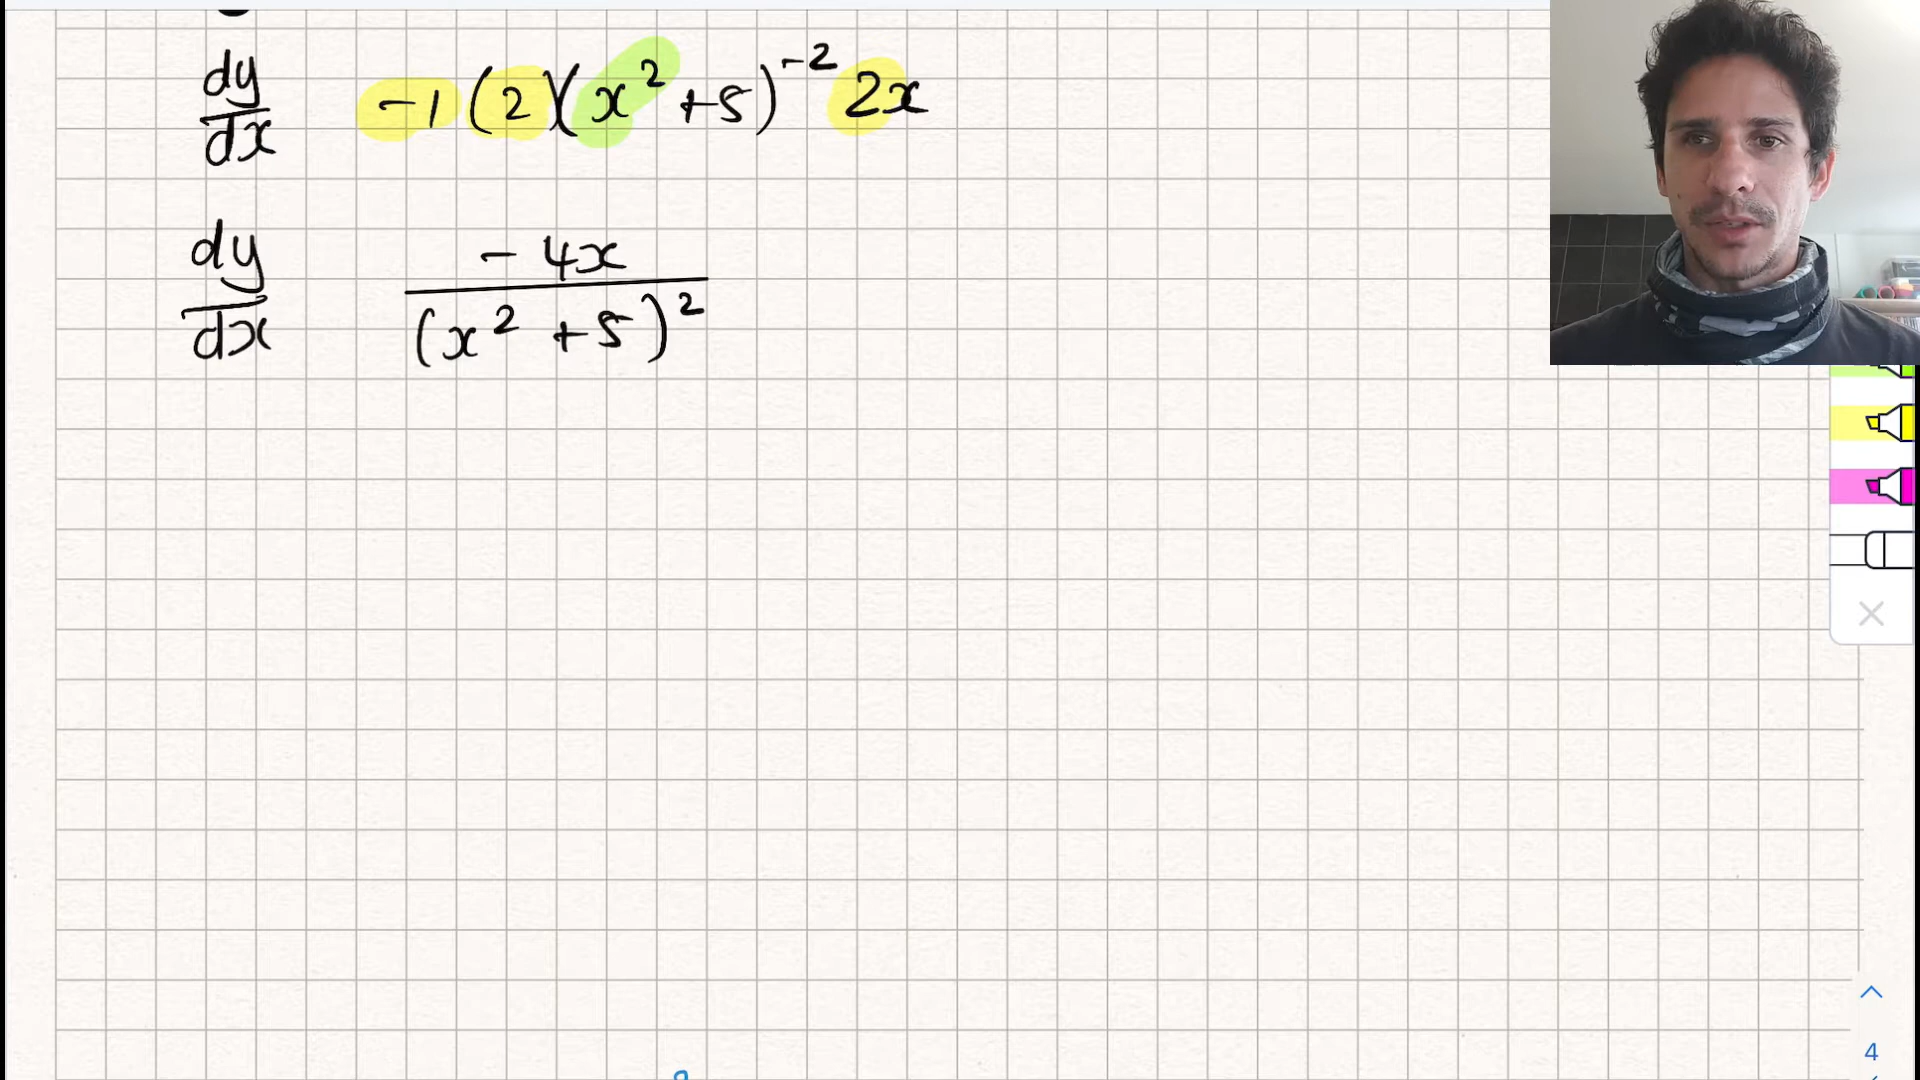 dy/dx -1(2)(x² + 5)⁻² 2x
dy/dx -4x/(x² + 5)²
4